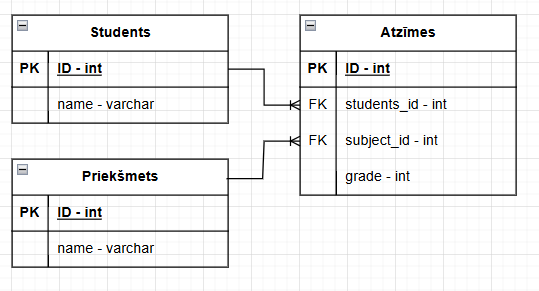 Students
PK ID - int
name - varchar
Atzīmes
PK ID - int
FK students_id - int
FK subject_id - int
grade - int
Priekšmets
PK ID - int
name - varchar